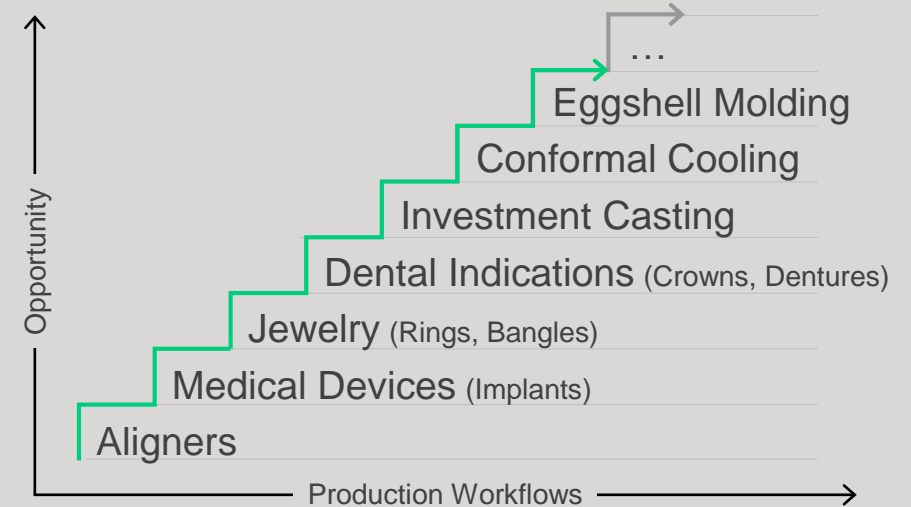 ...
Eggshell Molding
Conformal Cooling
Investment Casting
Dental Indications (Crowns, Dentures)
Jewelry (Rings, Bangles)
Medical Devices (Implants)
Aligners
Opportunity
Production Workflows